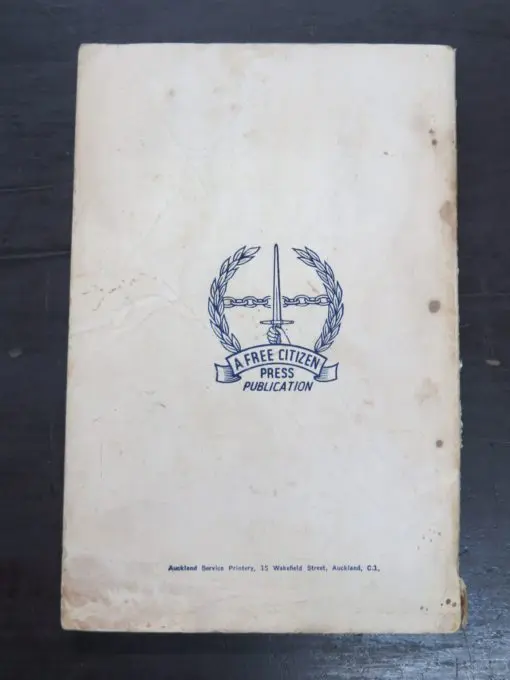 A FREE CITIZEN
PRESS
PUBLICATION
Auckland Service Printery, 15 Wakefield Street, Auckland, C.1,